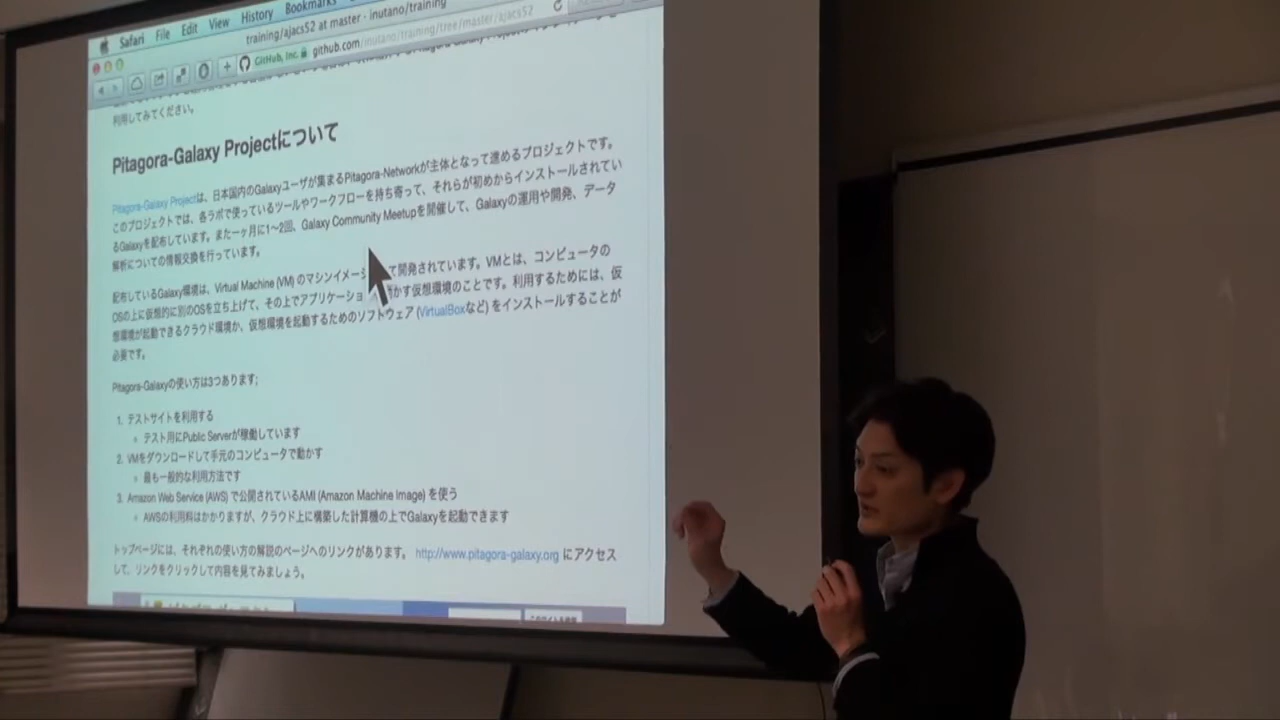 Safari File Edit View History Bookmarks
training/ajacs52 at master · inutano/training
GitHub, Inc. github.com/inutano/training/tree/master/ajacs52
利用してみてください。
Pitagora-Galaxy Projectについて
Pitagora-Galaxy Projectは、日本国内のGalaxyユーザが集まるPitagora-Networkが主体となって進めるプロジェクトです。
このプロジェクトでは、各ラボで使っているツールやワークフローを持ち寄って、それらが初めからインストールされてい
るGalaxyを配布しています。また一ヶ月に1〜2回、Galaxy Community Meetupを開催して、Galaxyの運用や開発、データ
解析についての情報交換を行っています。
配布しているGalaxy環境は、Virtual Machine (VM) のマシンイメージ て開発されています。VMとは、コンピュータの
OSの上に仮想的に別のOSを立ち上げて、その上でアプリケーショ かす仮想環境のことです。利用するためには、仮
想環境が起動できるクラウド環境か、仮想環境を起動するためのソフトウェア (VirtualBoxなど) をインストールすることが
必要です。
Pitagora-Galaxyの使い方は3つあります;
1. テストサイトを利用する
◦ テスト用にPublic Serverが稼働しています
2. VMをダウンロードして手元のコンピュータで動かす
◦ 最も一般的な利用方法です
3. Amazon Web Service (AWS) で公開されているAMI (Amazon Machine Image) を使う
◦ AWSの利用料はかかりますが、クラウド上に構築した計算機の上でGalaxyを起動できます
トップページには、それぞれの使い方の解説のページへのリンクがあります。 http://www.pitagora-galaxy.org にアクセス
して、リンクをクリックして内容を見てみましょう。